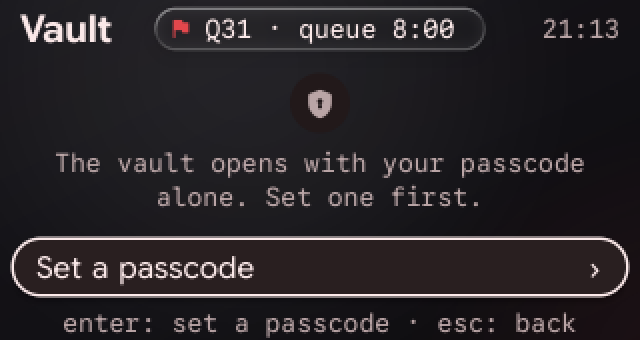 Vault
Q31 · queue 8:00
21:13
The vault opens with your passcode
alone. Set one first.
Set a passcode ›
enter: set a passcode · esc: back